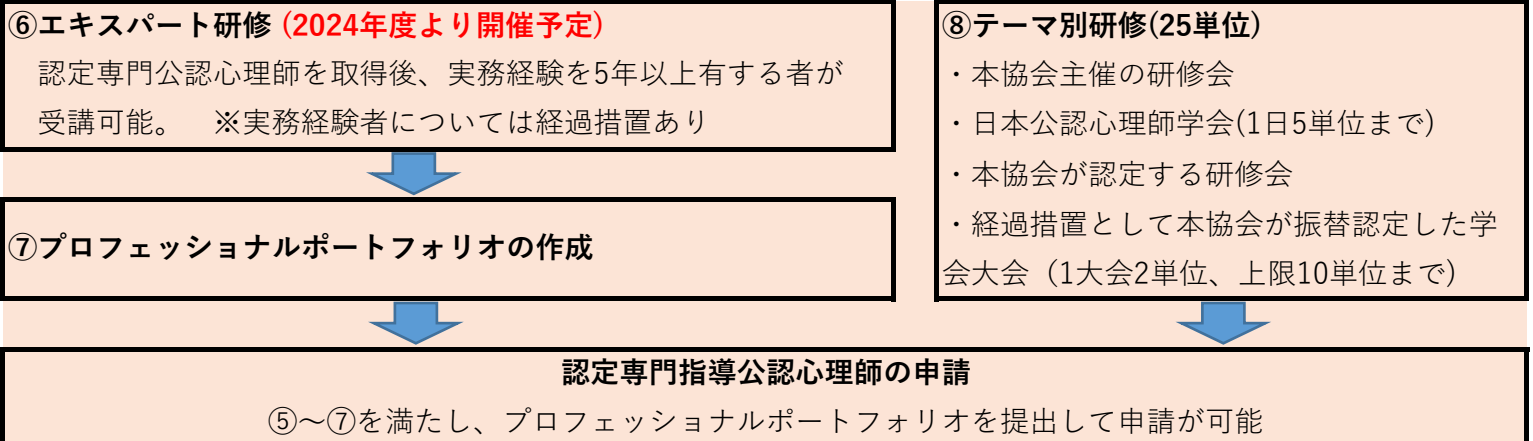 ⑥エキスパート研修 (2024年度より開催予定)
認定専門公認心理師を取得後、実務経験を5年以上有する者が
受講可能。　※実務経験者については経過措置あり
⑦プロフェッショナルポートフォリオの作成
⑧テーマ別研修(25単位)
・本協会主催の研修会
・日本公認心理師学会(1日5単位まで)
・本協会が認定する研修会
・経過措置として本協会が振替認定した学
会大会（1大会2単位、上限10単位まで）
認定専門指導公認心理師の申請
⑤～⑦を満たし、プロフェッショナルポートフォリオを提出して申請が可能